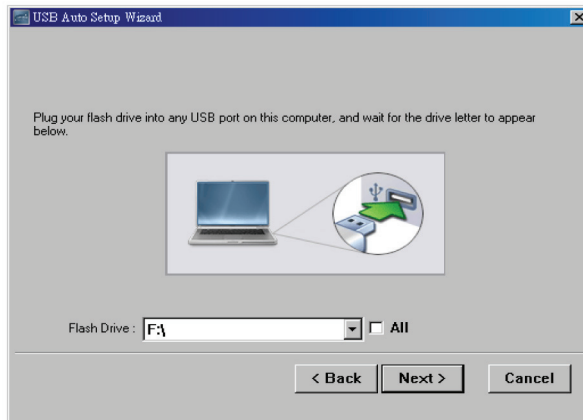 USB Auto Setup Wizard
Plug your flash drive into any USB port on this computer, and wait for the drive letter to appear
below.
Flash Drive : F:\ All
< Back Next > Cancel